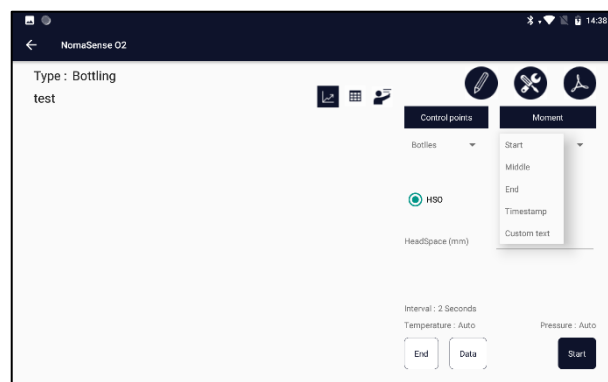 14:38
NomaSense O2
Type : Bottling
test
Control points
Moment
Botlles
Start
Middle
End
Timestamp
Custom text
HSO
HeadSpace (mm)
Interval : 2 Seconds
Temperature : Auto
Pressure : Auto
End
Data
Start